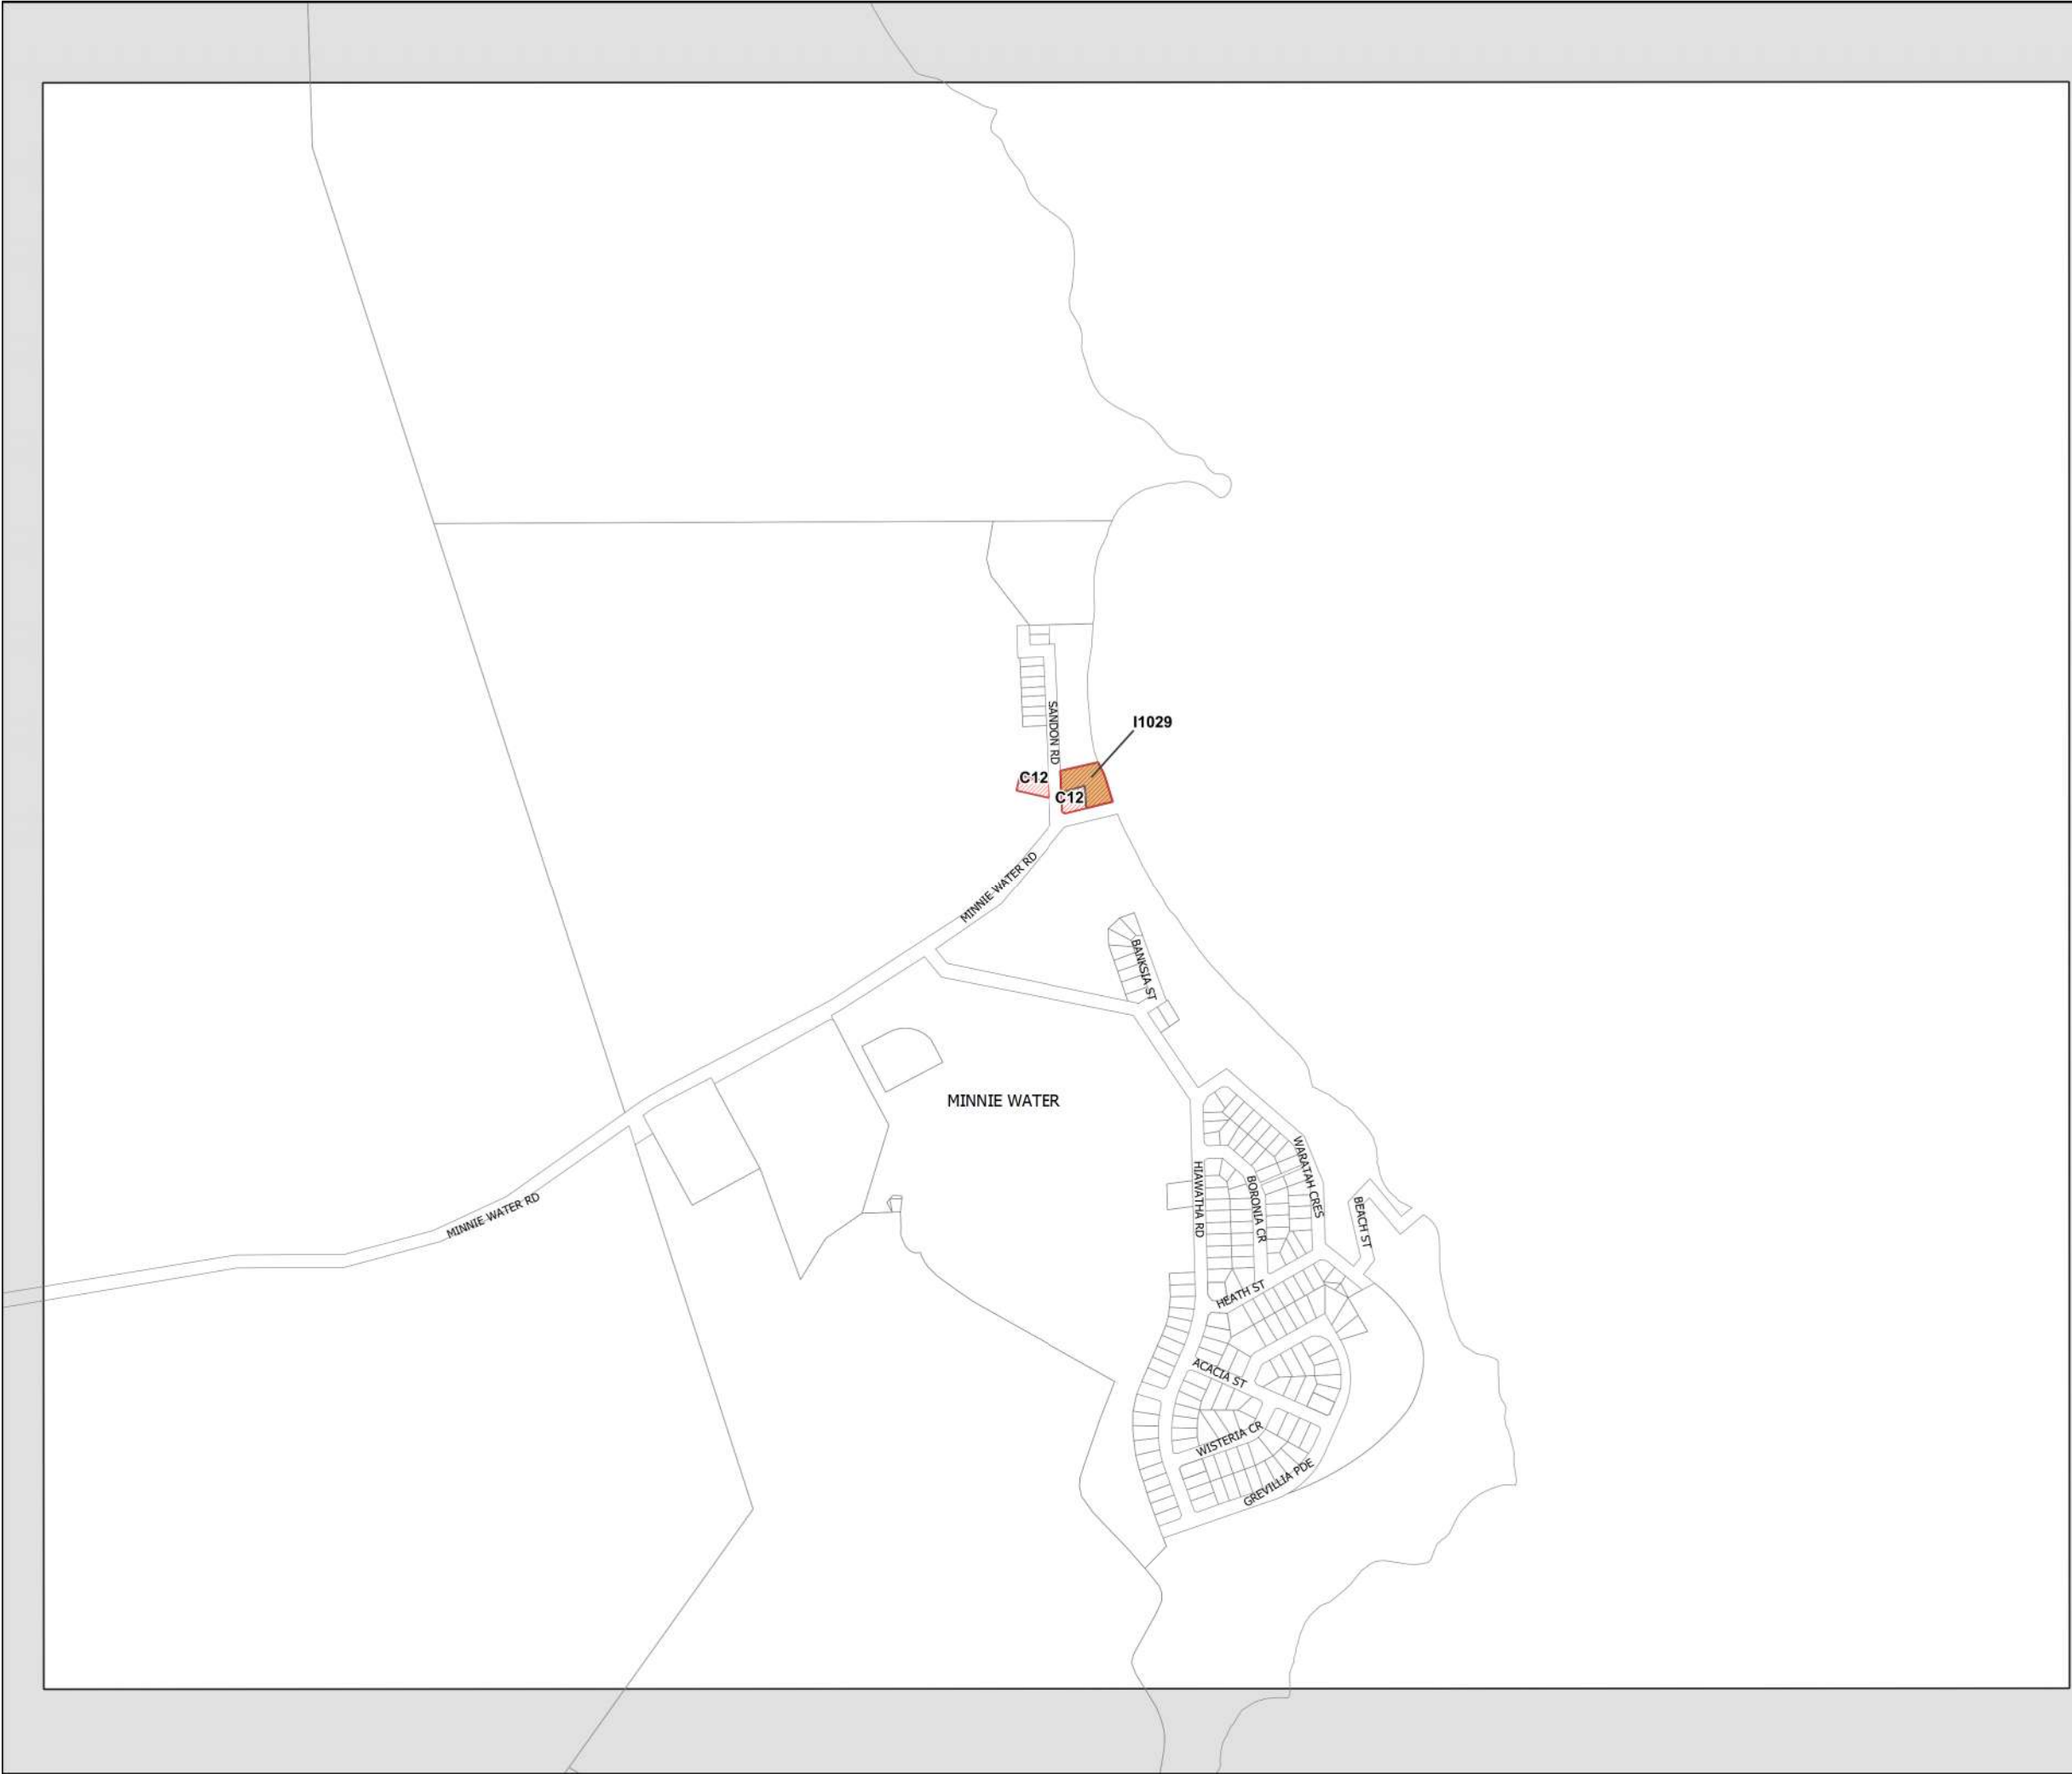 SANDON RD
I1029
C12
C12
MINNIE WATER RD
BANKSIA ST
MINNIE WATER
WARATAH CRES
HIAWATHA RD
BORONIA CR
BEACH ST
MINNIE WATER RD
HEATH ST
ACACIA ST
WISTERIA CR
GREVILLIA PDE